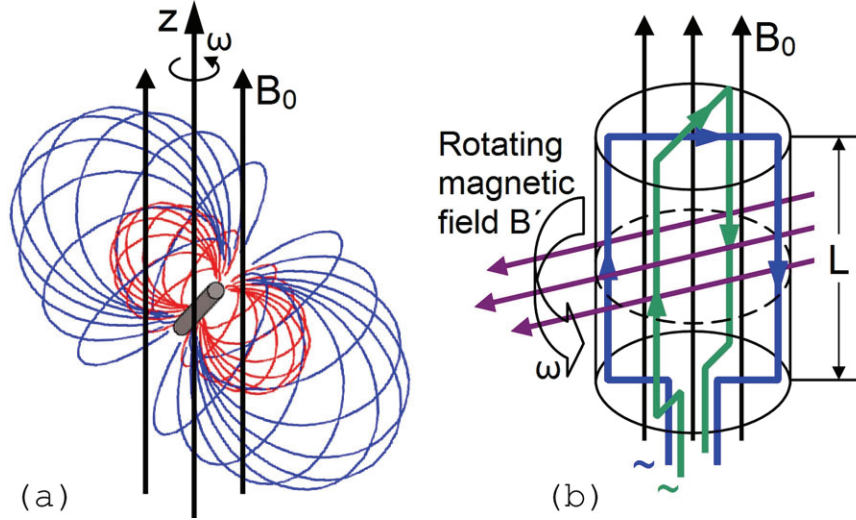 z
ω
B0
(a)
B0
Rotating
magnetic
field B´
L
ω
~
~
(b)